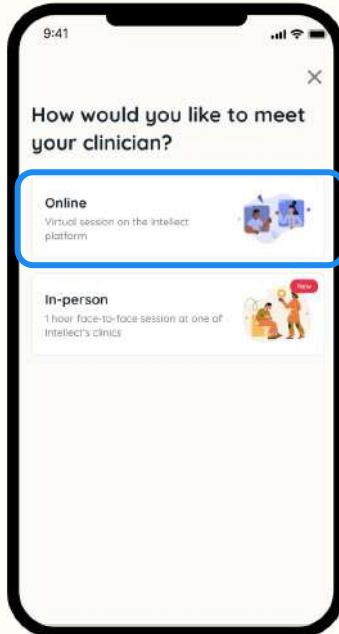 9:41
How would you like to meet
your clinician?
Online
Virtual session on the Intellect
platform
New
In-person
1 hour face-to-face session at one of
Intellect's clinics